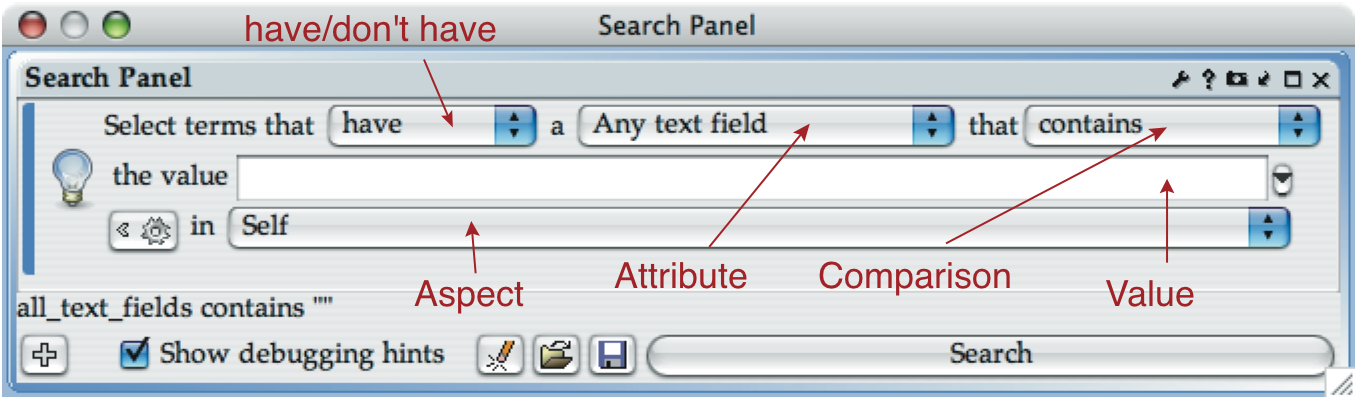 have/don't have
Search Panel
Search Panel
Select terms that have a Any text field that contains
the value
in Self
Aspect Attribute Comparison Value
all_text_fields contains ""
Show debugging hints Search